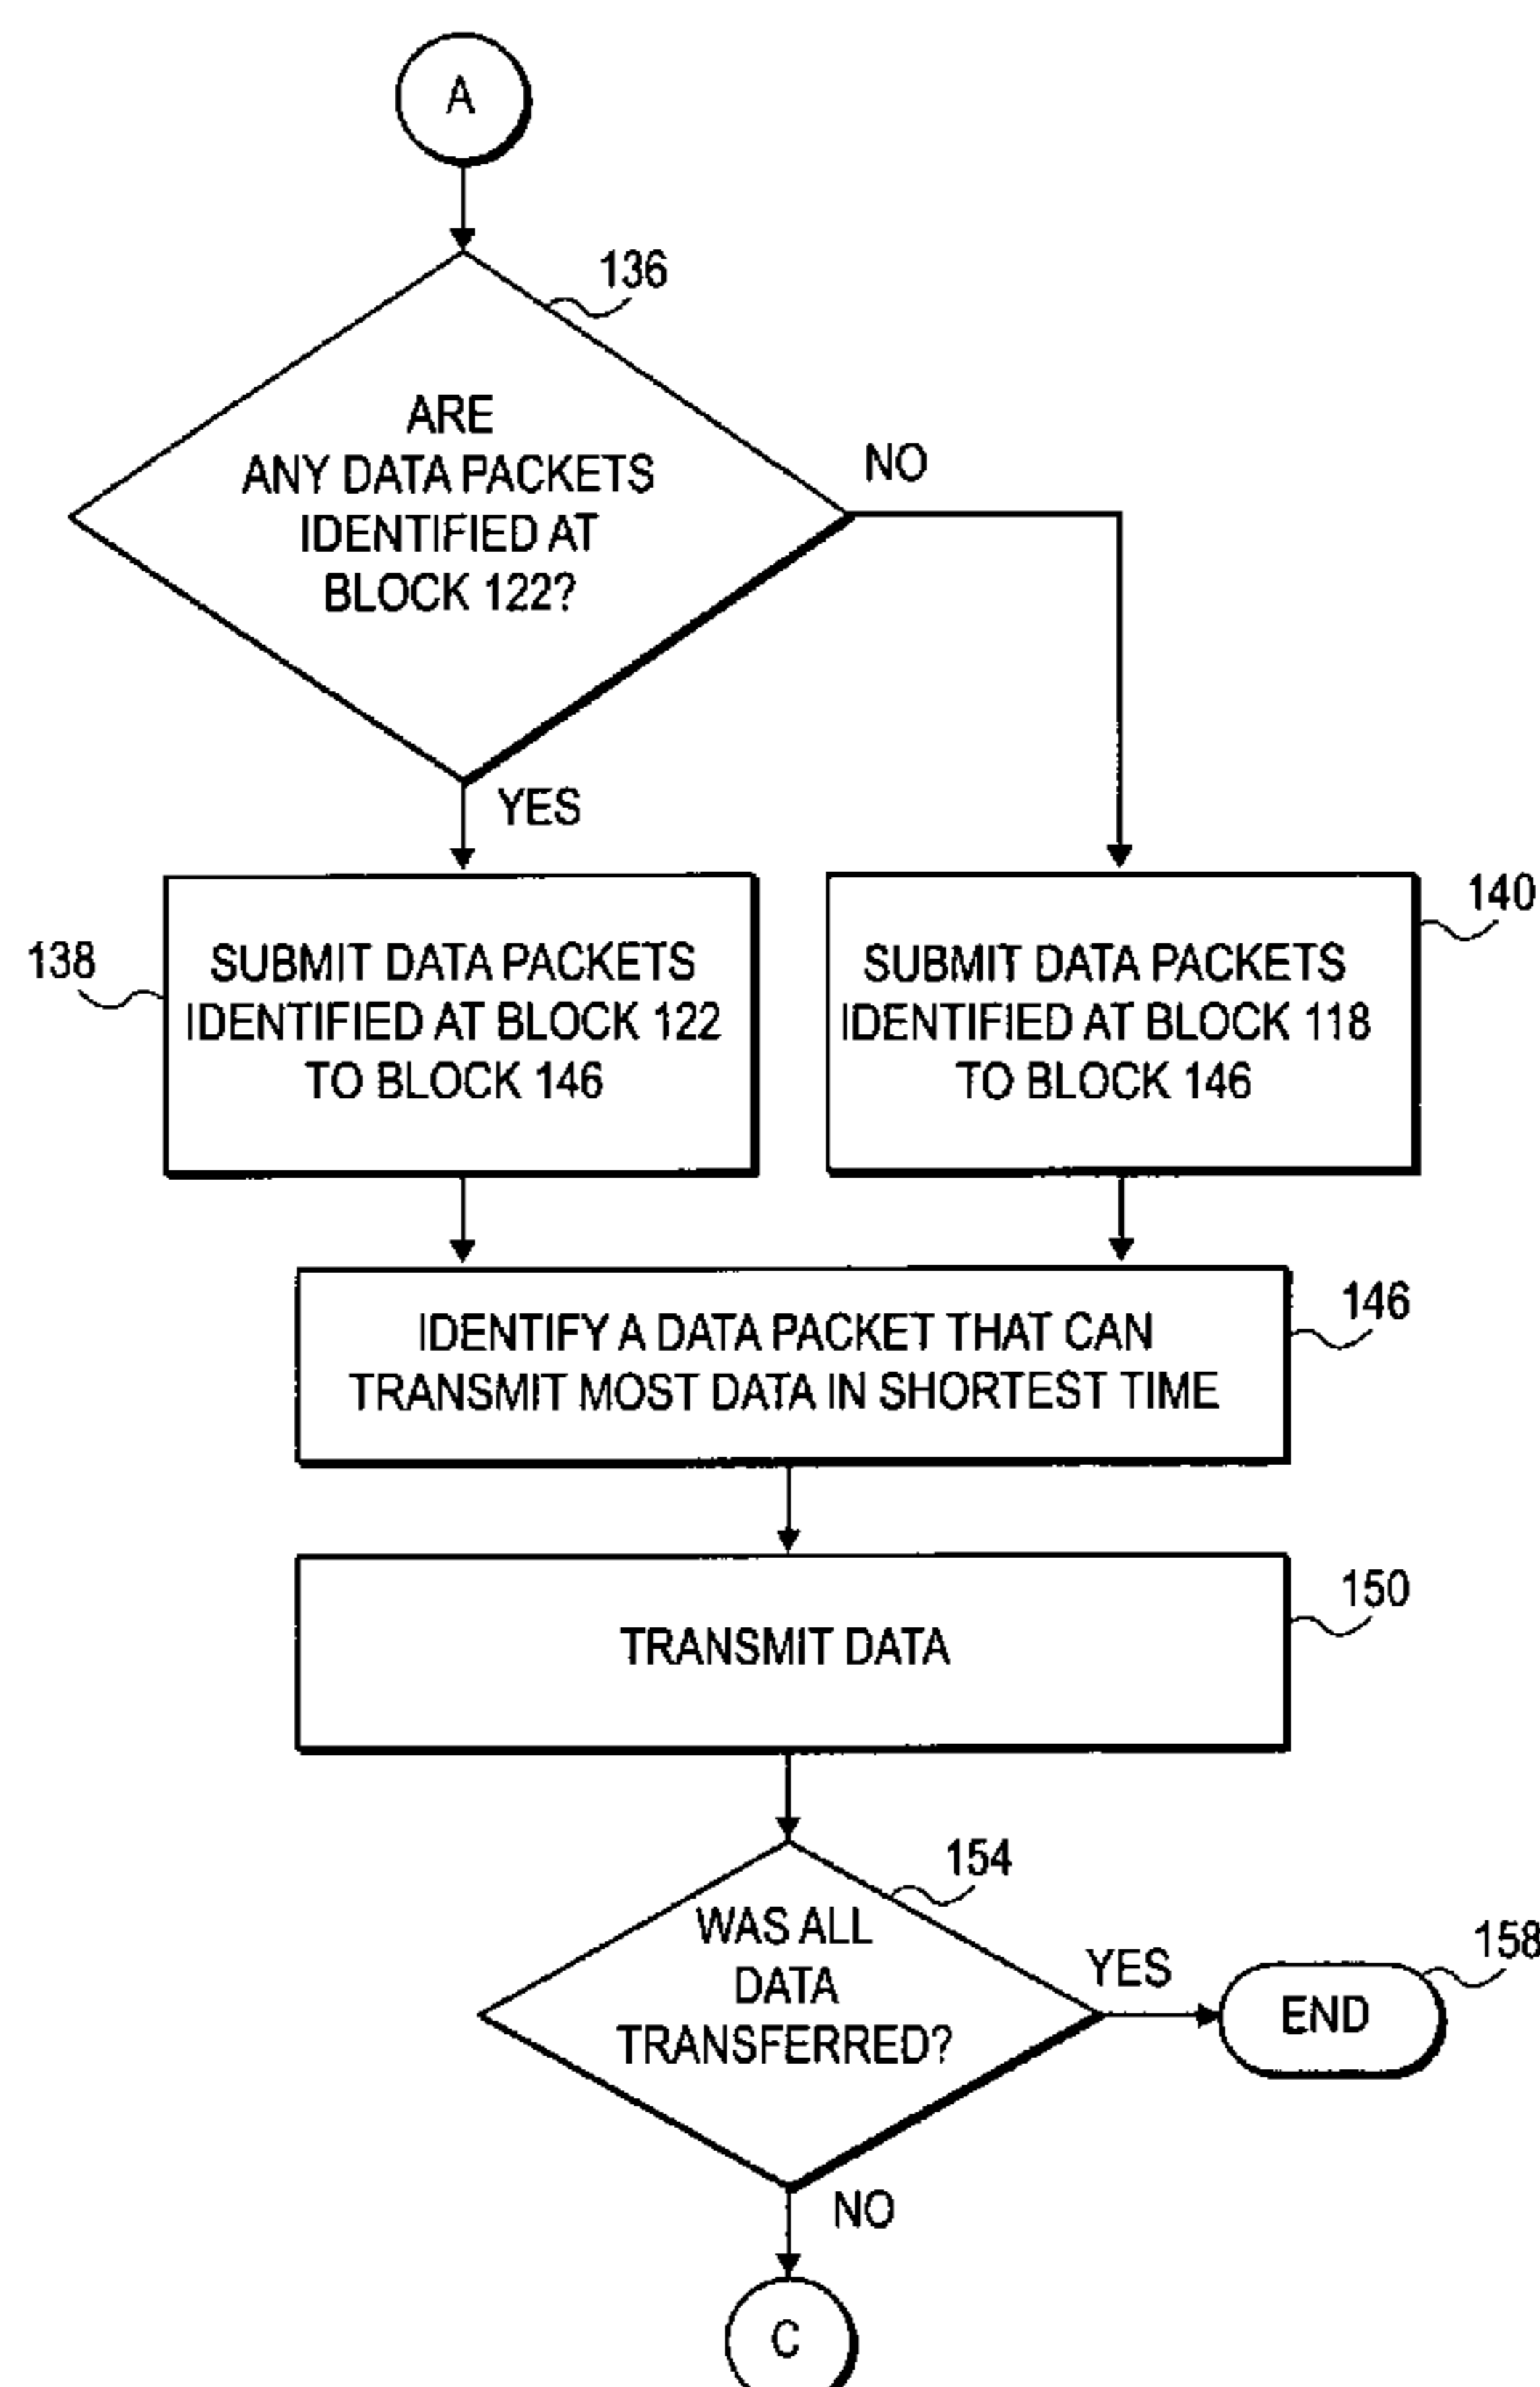 A
136
ARE
ANY DATA PACKETS
IDENTIFIED AT
BLOCK 122?
NO
YES
138
SUBMIT DATA PACKETS
IDENTIFIED AT BLOCK 122
TO BLOCK 146
140
SUBMIT DATA PACKETS
IDENTIFIED AT BLOCK 118
TO BLOCK 146
146
IDENTIFY A DATA PACKET THAT CAN
TRANSMIT MOST DATA IN SHORTEST TIME
150
TRANSMIT DATA
154
WAS ALL
DATA
TRANSFERRED?
YES
158
END
NO
C